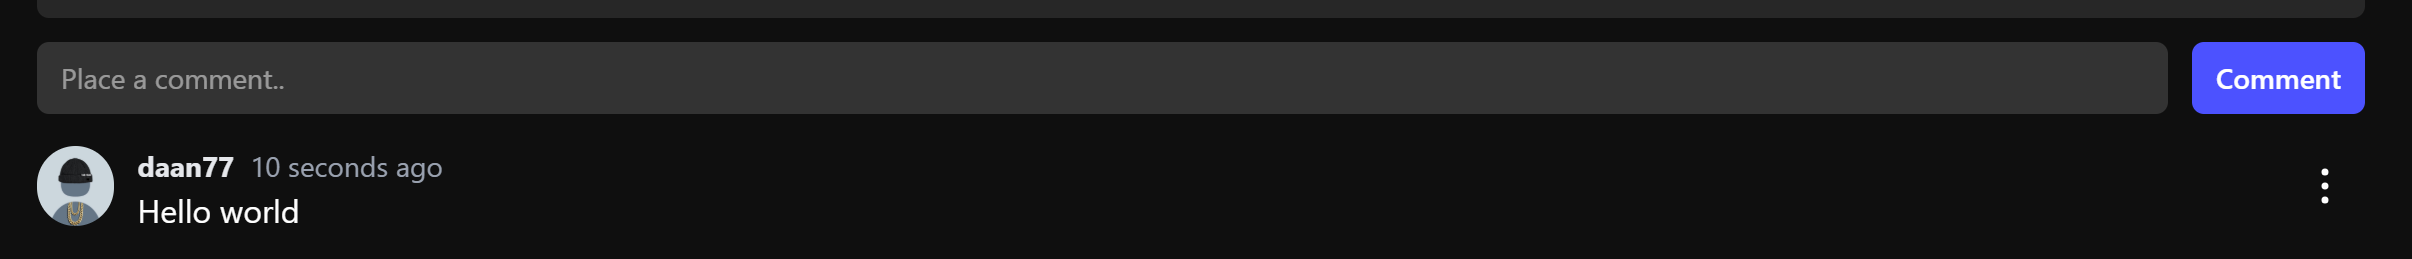 Place a comment..
Comment
daan77 10 seconds ago
Hello world